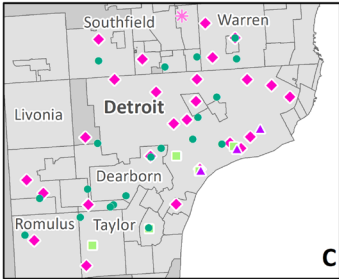 Southfield
Warren
Detroit
Livonia
Dearborn
Romulus
Taylor
C